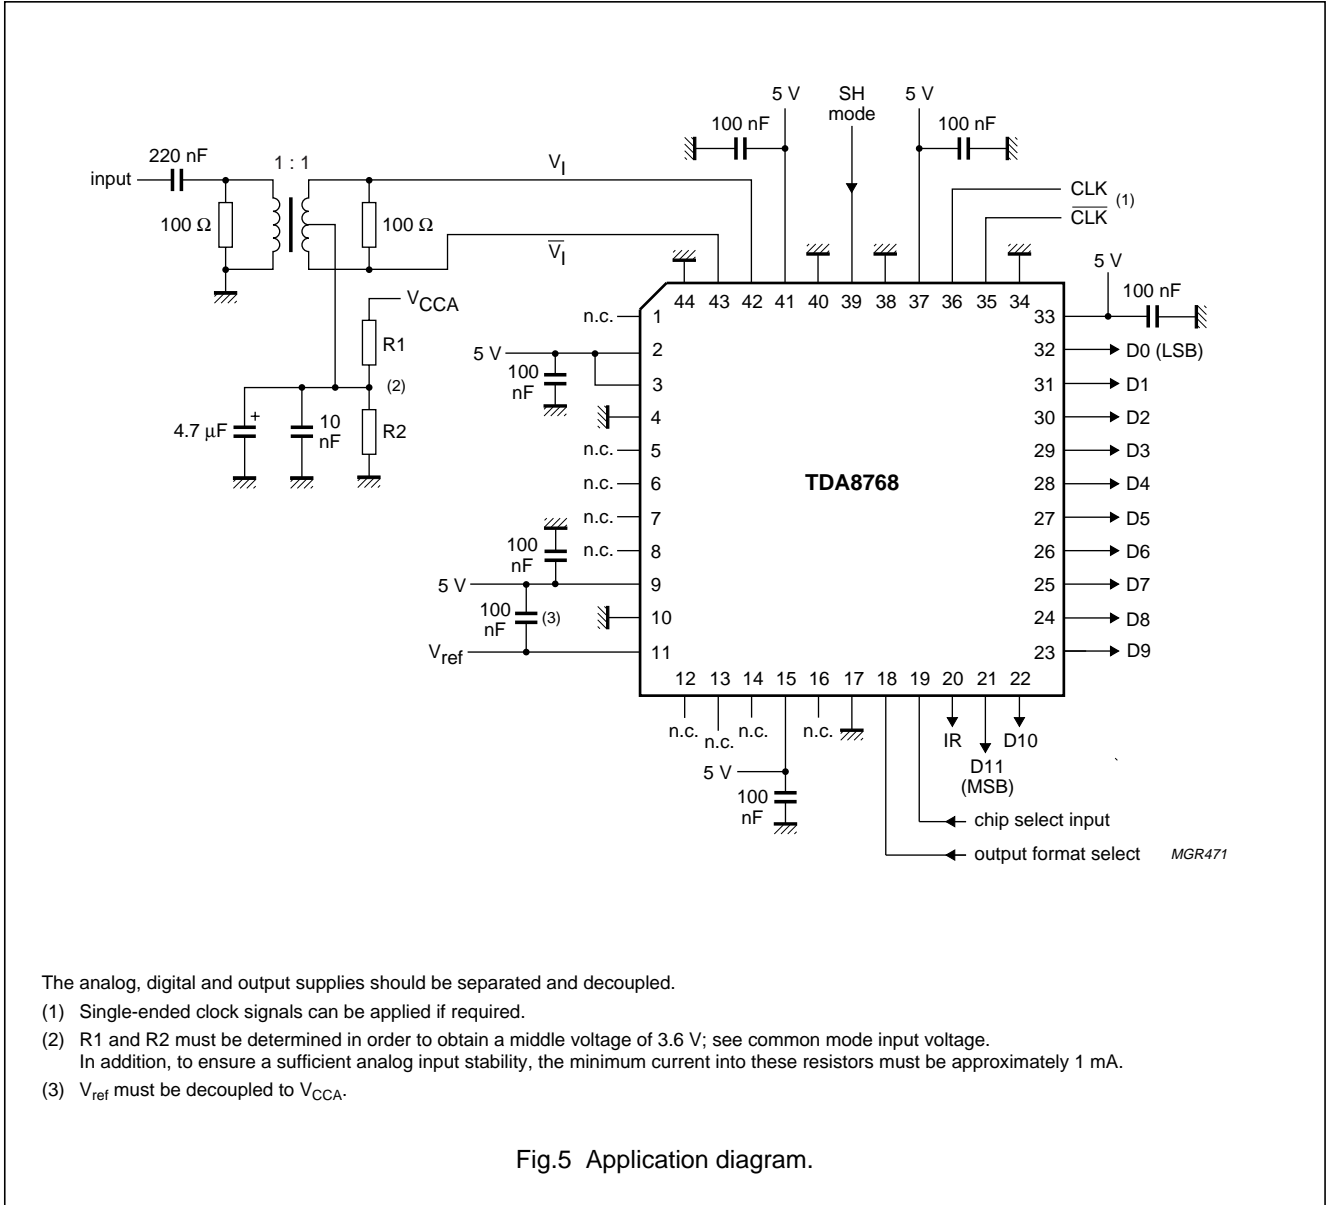 5 V
SH
mode
5 V
100 nF
100 nF
220 nF
1 : 1
input
100 Ω
100 Ω
VI
V̅I
CLK
C̅L̅K̅
(1)
5 V
100 nF
VCCA
R1
(2)
R2
4.7 µF
+
10
nF
44 43 42 41 40 39 38 37 36 35 34
n.c. 1
5 V 2
100
nF
3
4
n.c. 5
n.c. 6
n.c. 7
n.c. 8
100
nF
5 V 9
100
nF
(3)
10
Vref 11
TDA8768
33
32 D0 (LSB)
31 D1
30 D2
29 D3
28 D4
27 D5
26 D6
25 D7
24 D8
23 D9
12 13 14 15 16 17 18 19 20 21 22
n.c. n.c. n.c. n.c.
5 V
100
nF
IR
D11
(MSB)
D10
chip select input
output format select
MGR471
The analog, digital and output supplies should be separated and decoupled.
(1) Single-ended clock signals can be applied if required.
(2) R1 and R2 must be determined in order to obtain a middle voltage of 3.6 V; see common mode input voltage.
In addition, to ensure a sufficient analog input stability, the minimum current into these resistors must be approximately 1 mA.
(3) Vref must be decoupled to VCCA.
Fig.5 Application diagram.